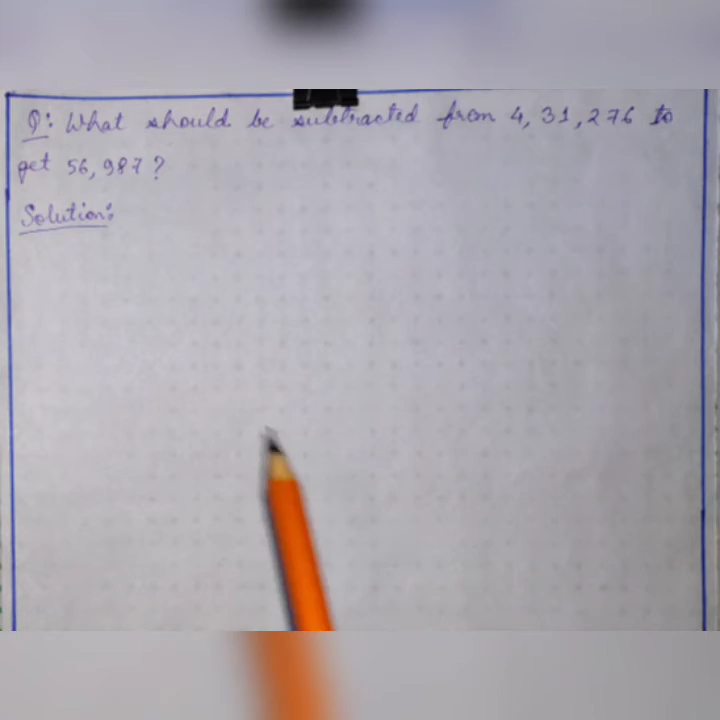 Q: What should be subtracted from 4,31,276 to
get 56,987?
Solution: